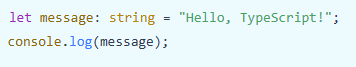 let message: string = "Hello, TypeScript!";
console.log(message);